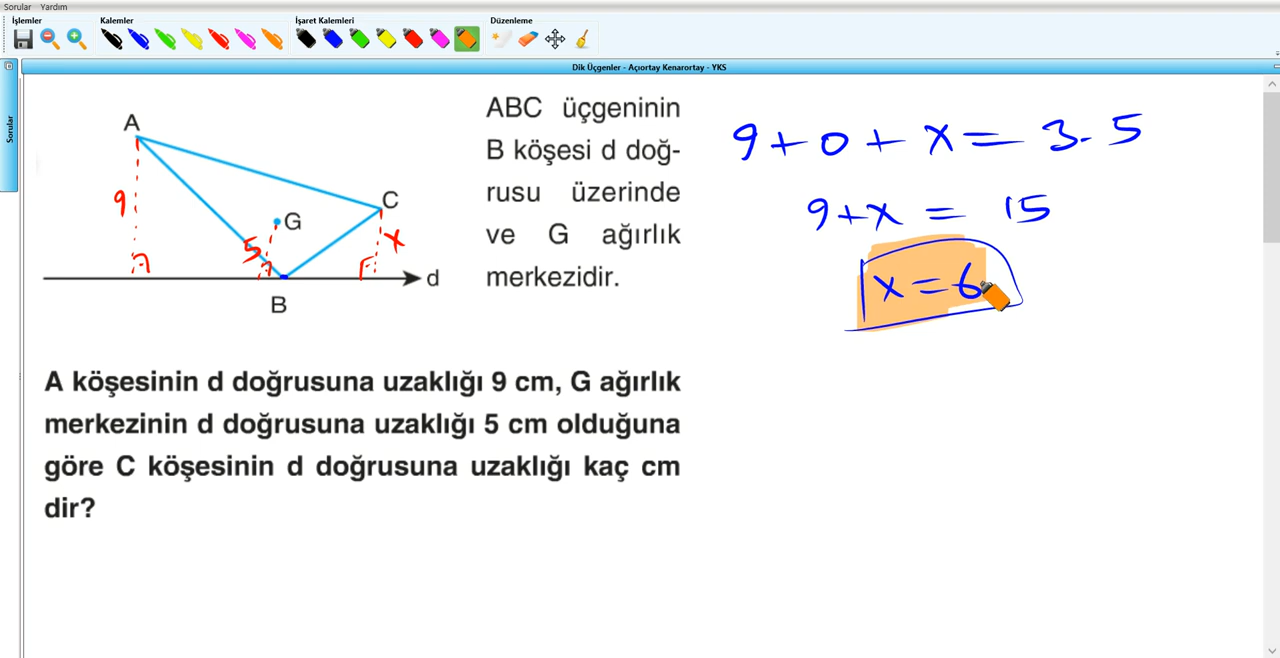 Sorular Yardım
İşlemler Kalemler İşaret Kalemleri Düzenleme
Dik Üçgenler - Açıortay Kenarortay - YKS
Sorular
A
9
G
5
C
x
d
B
ABC üçgeninin
B köşesi d doğ-
rusu üzerinde
ve G ağırlık
merkezidir.
9+0+x=3.5
9+x = 15
x=6
A köşesinin d doğrusuna uzaklığı 9 cm, G ağırlık
merkezinin d doğrusuna uzaklığı 5 cm olduğuna
göre C köşesinin d doğrusuna uzaklığı kaç cm
dir?